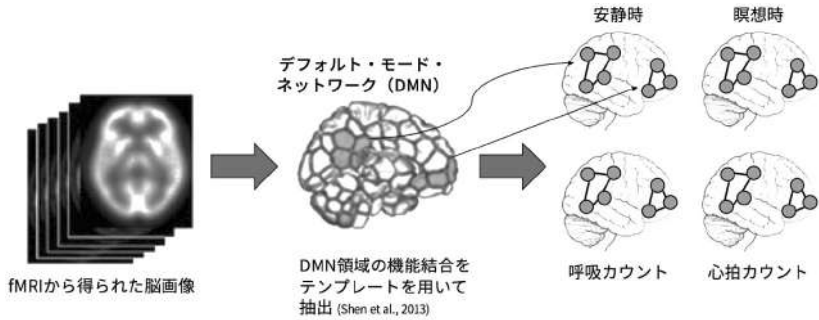 安静時
瞑想時
デフォルト・モード・
ネットワーク（DMN）
fMRIから得られた脳画像
DMN領域の機能結合を
テンプレートを用いて
抽出 (Shen et al., 2013)
呼吸カウント
心拍カウント